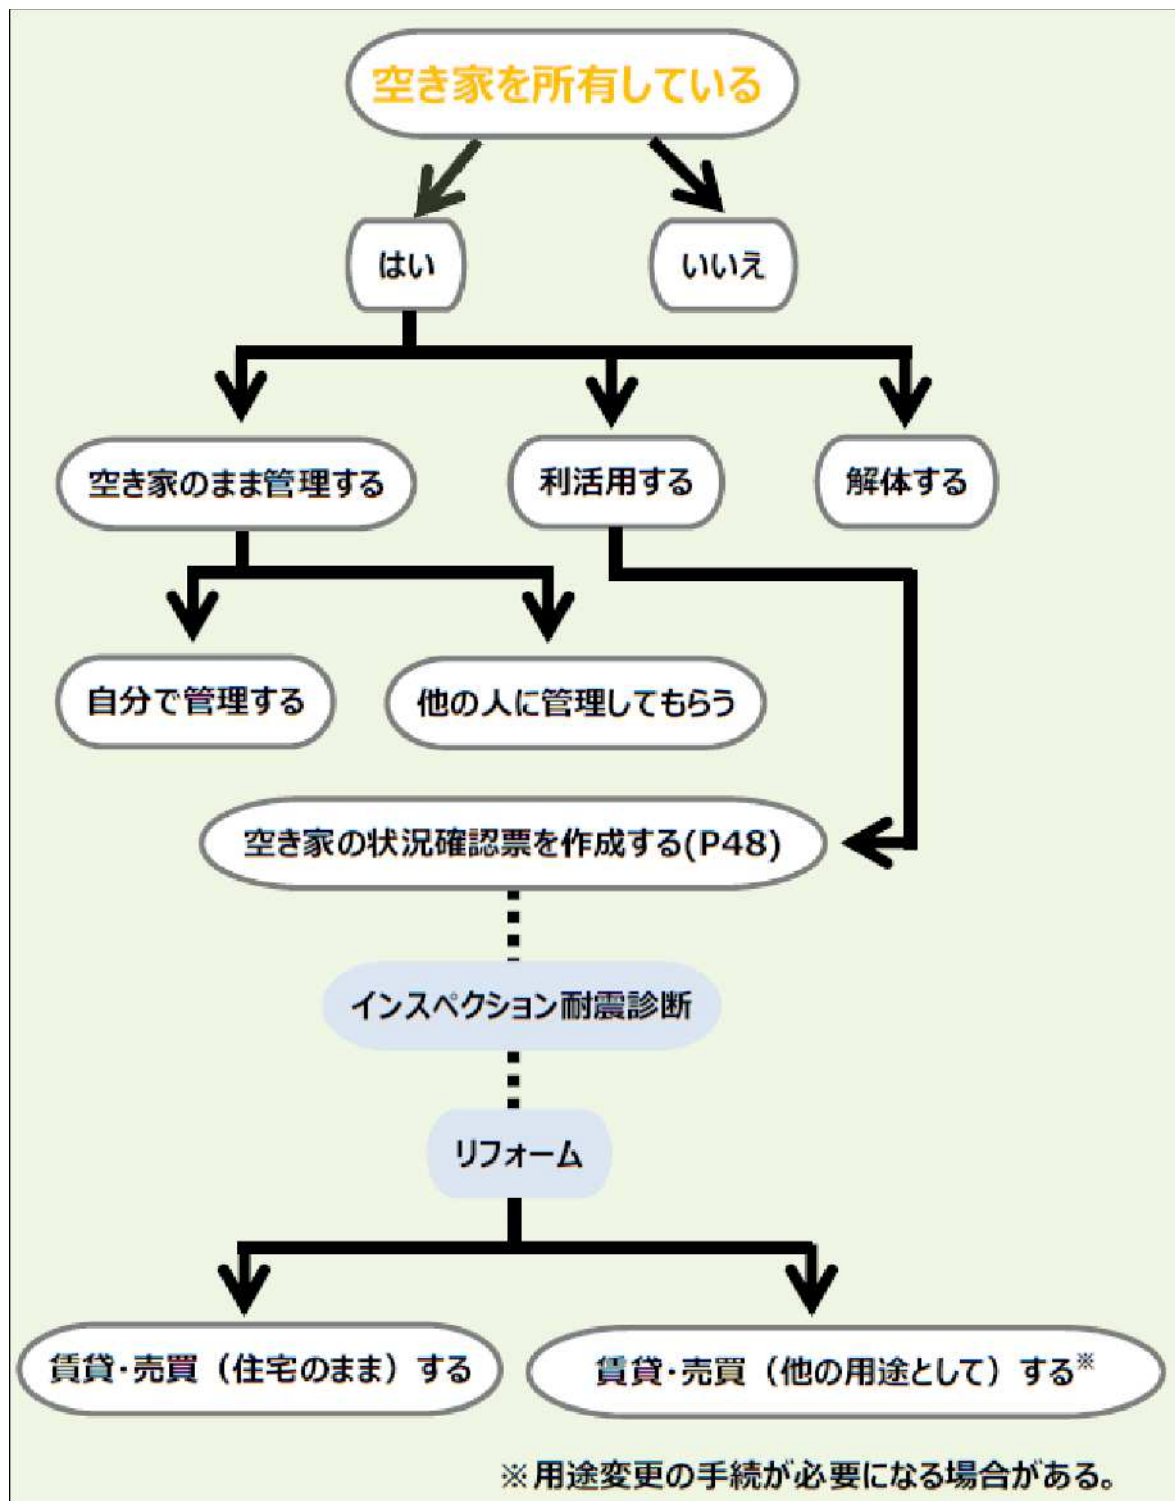 空き家を所有している
はい
いいえ
空き家のまま管理する
利活用する
解体する
自分で管理する
他の人に管理してもらう
空き家の状況確認票を作成する(P48)
インスペクション耐震診断
リフォーム
賃貸・売買（住宅のまま）する
賃貸・売買（他の用途として）する※
※用途変更の手続が必要になる場合がある。